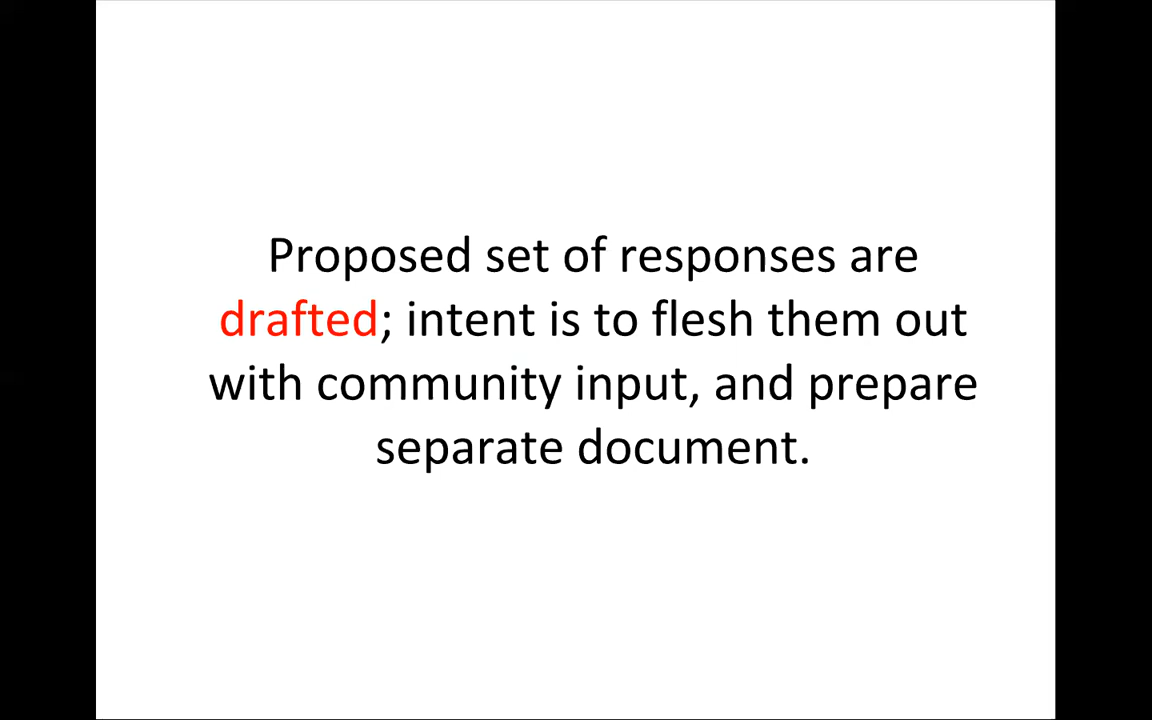 Proposed set of responses are
drafted; intent is to flesh them out
with community input, and prepare
separate document.